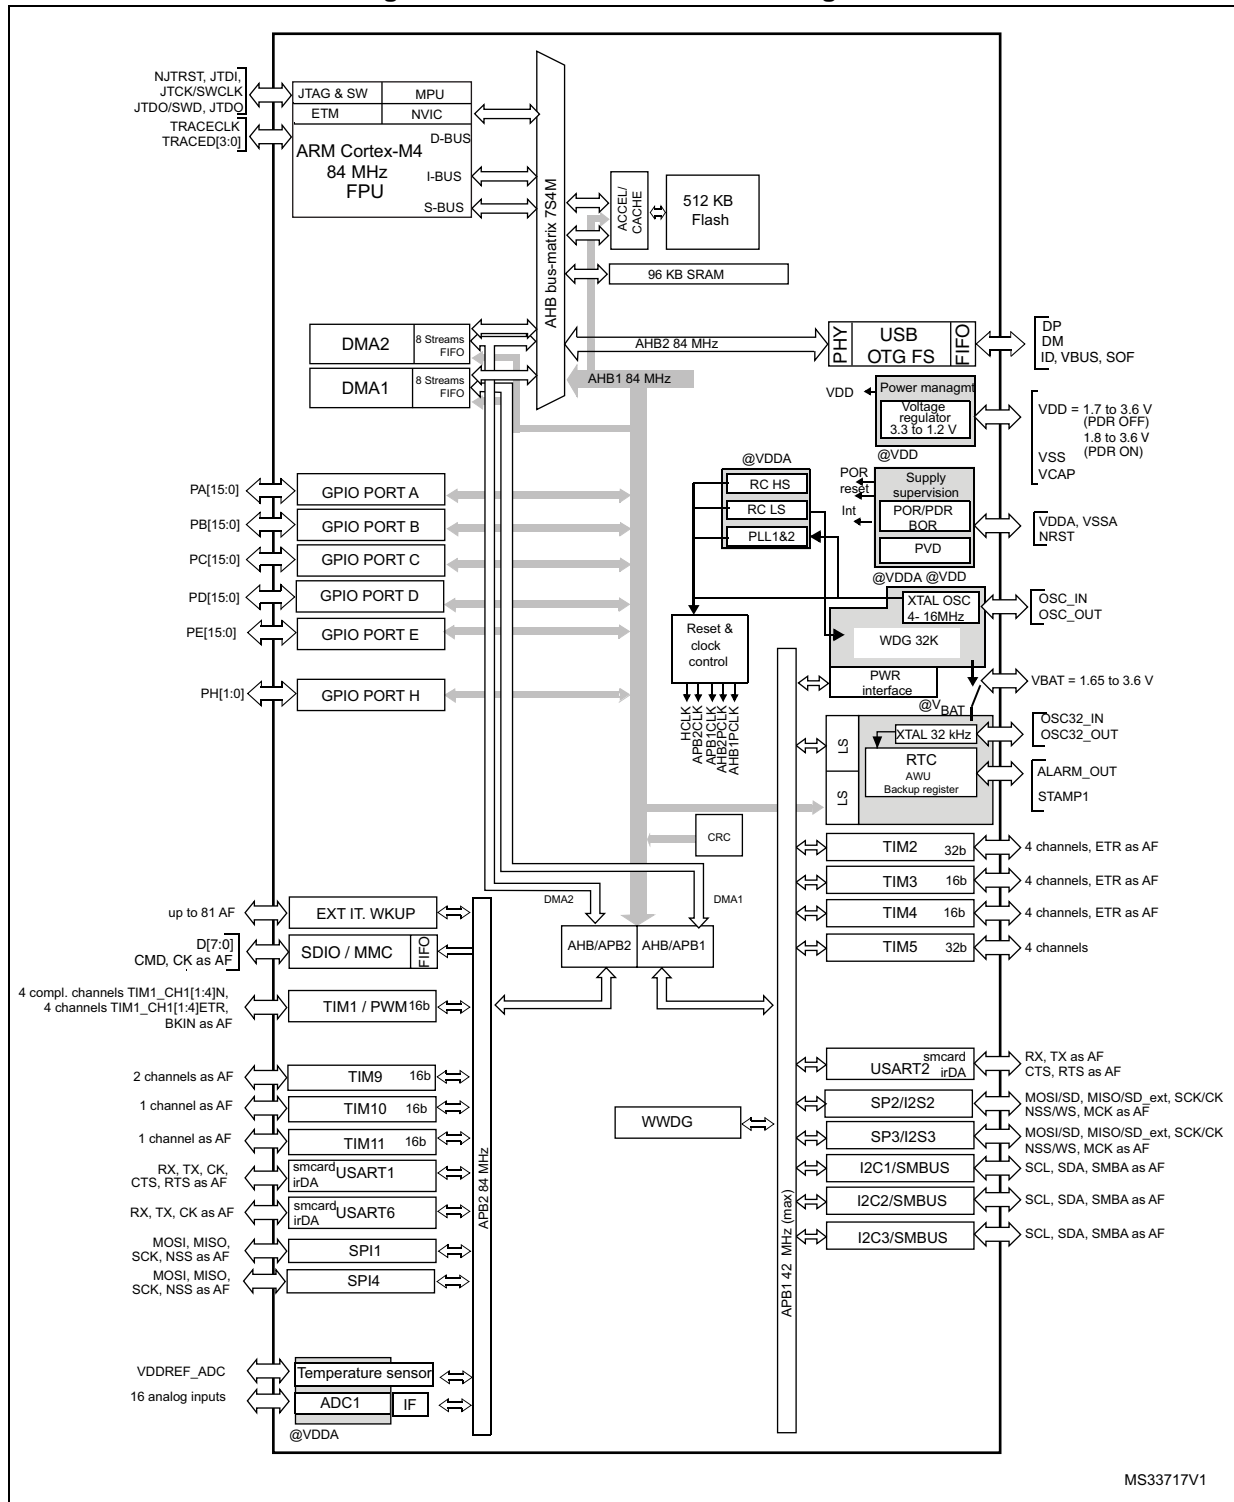 NJTRST, JTDI,
JTCK/SWCLK
JTDO/SWD, JTDO
TRACECLK
TRACED[3:0]
JTAG & SW
MPU
ETM
NVIC
D-BUS
ARM Cortex-M4
84 MHz
FPU
I-BUS
S-BUS
AHB bus-matrix 7S4M
ACCEL/
CACHE
512 KB
Flash
96 KB SRAM
DMA2
8 Streams
FIFO
DMA1
8 Streams
FIFO
AHB2 84 MHz
AHB1 84 MHz
PHY
USB
OTG FS
FIFO
DP
DM
ID, VBUS, SOF
VDD
Power managmt
Voltage
regulator
3.3 to 1.2 V
@VDD
VDD = 1.7 to 3.6 V
(PDR OFF)
1.8 to 3.6 V
(PDR ON)
VSS
VCAP
@VDDA
RC HS
RC LS
PLL1&2
POR
reset
Int
Supply
supervision
POR/PDR
BOR
PVD
VDDA, VSSA
NRST
@VDDA @VDD
XTAL OSC
4- 16MHz
WDG 32K
OSC_IN
OSC_OUT
PWR
interface
VBAT = 1.65 to 3.6 V
@VBAT
Reset &
clock
control
HCLK
APB2CLK
APB1CLK
AHB2PCLK
AHB1PCLK
LS
LS
XTAL 32 kHz
RTC
AWU
Backup register
OSC32_IN
OSC32_OUT
ALARM_OUT
STAMP1
PA[15:0]
GPIO PORT A
PB[15:0]
GPIO PORT B
PC[15:0]
GPIO PORT C
PD[15:0]
GPIO PORT D
PE[15:0]
GPIO PORT E
PH[1:0]
GPIO PORT H
CRC
DMA2
DMA1
AHB/APB2
AHB/APB1
TIM2
32b
4 channels, ETR as AF
TIM3
16b
4 channels, ETR as AF
TIM4
16b
4 channels, ETR as AF
TIM5
32b
4 channels
up to 81 AF
EXT IT. WKUP
D[7:0]
CMD, CK as AF
SDIO / MMC
FIFO
4 compl. channels TIM1_CH1[1:4]N,
4 channels TIM1_CH1[1:4]ETR,
BKIN as AF
TIM1 / PWM
16b
2 channels as AF
TIM9
16b
1 channel as AF
TIM10
16b
1 channel as AF
TIM11
16b
RX, TX, CK,
CTS, RTS as AF
smcard
irDA
USART1
RX, TX, CK as AF
smcard
irDA
USART6
MOSI, MISO,
SCK, NSS as AF
SPI1
MOSI, MISO,
SCK, NSS as AF
SPI4
APB2 84 MHz
VDDREF_ADC
Temperature sensor
16 analog inputs
ADC1
IF
@VDDA
WWDG
APB1 42 MHz (max)
USART2
smcard
irDA
RX, TX as AF
CTS, RTS as AF
SP2/I2S2
MOSI/SD, MISO/SD_ext, SCK/CK
NSS/WS, MCK as AF
SP3/I2S3
MOSI/SD, MISO/SD_ext, SCK/CK
NSS/WS, MCK as AF
I2C1/SMBUS
SCL, SDA, SMBA as AF
I2C2/SMBUS
SCL, SDA, SMBA as AF
I2C3/SMBUS
SCL, SDA, SMBA as AF
MS33717V1